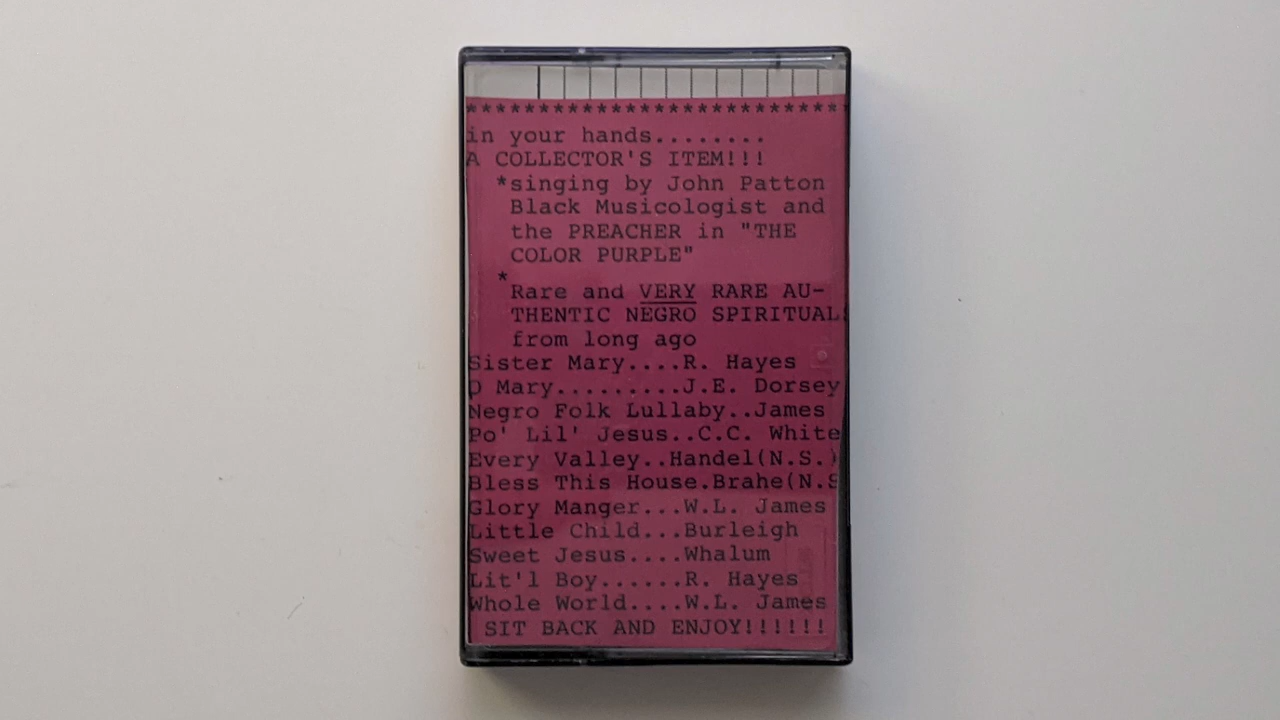 *****************************
in your hands........
A COLLECTOR'S ITEM!!!
*singing by John Patton
Black Musicologist and
the PREACHER in "THE
COLOR PURPLE"
*
Rare and VERY RARE AU-
THENTIC NEGRO SPIRITUALS
from long ago
Sister Mary....R. Hayes
O Mary.........J.E. Dorsey
Negro Folk Lullaby..James
Po' Lil' Jesus..C.C. White
Every Valley..Handel(N.S.)
Bless This House.Brahe(N.S
Glory Manger...W.L. James
Little Child...Burleigh
Sweet Jesus....Whalum
Lit'l Boy......R. Hayes
Whole World....W.L. James
SIT BACK AND ENJOY!!!!!!